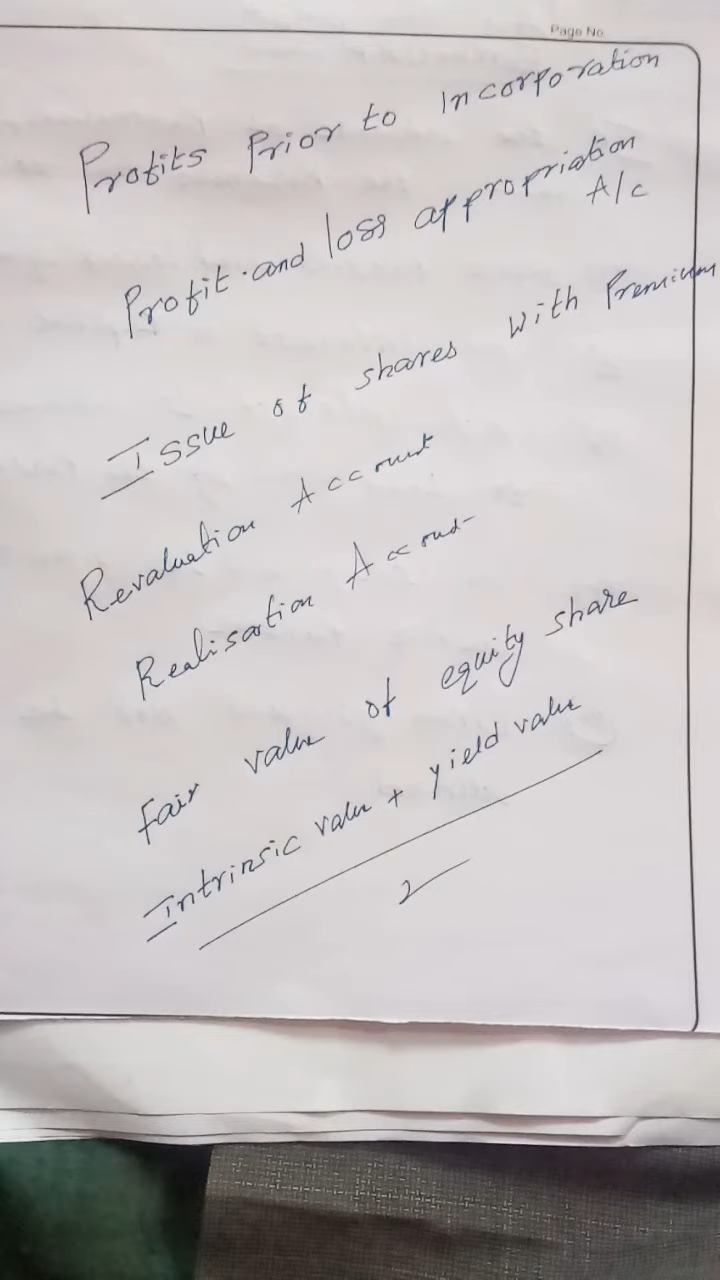 Page No
Profits Prior to Incorporation
Profit and loss appropriation
A/c
Issue of shares with Premium
Revaluation Account
Realisation Account
Fair value of equity share
Intrinsic value + yield value
2